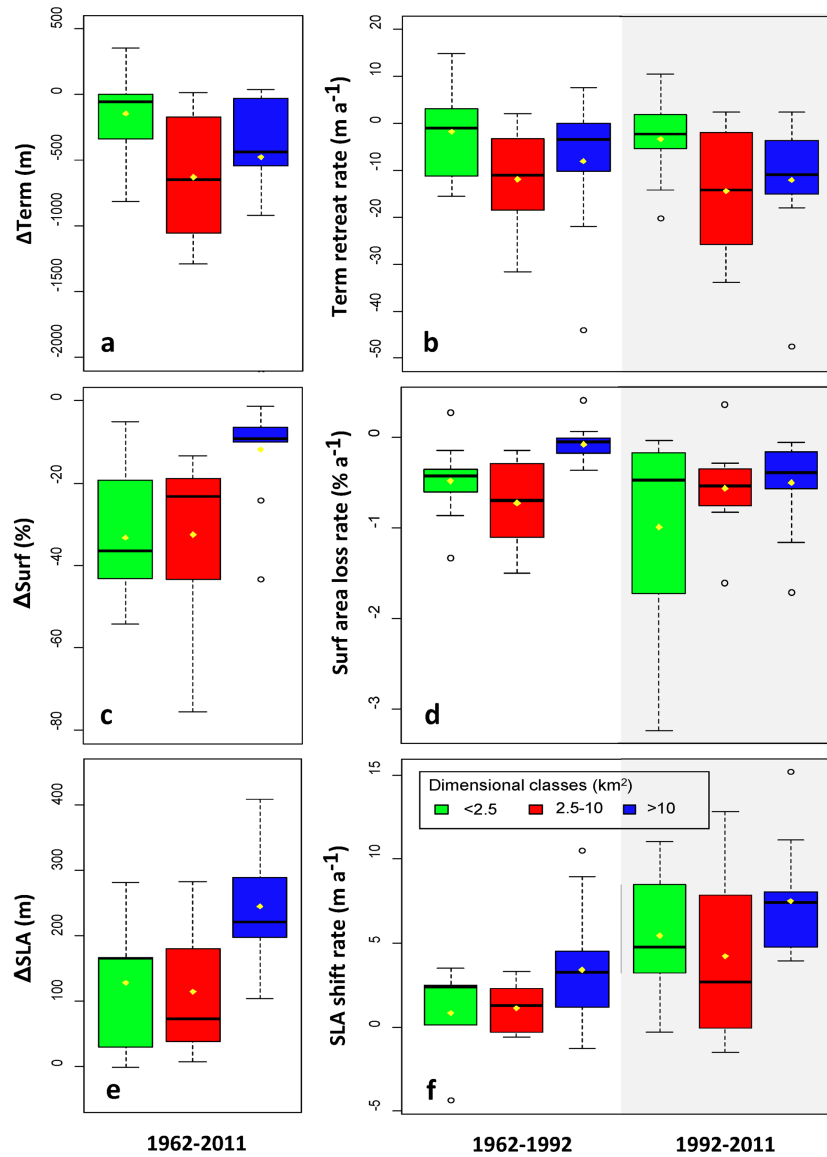 ΔTerm (m)
500
0
-500
-1000
-1500
-2000
a
Term retreat rate (m a-1)
20
10
0
-10
-20
-30
-40
-50
b
ΔSurf (%)
0
-20
-40
-60
-80
c
Surf area loss rate (% a-1)
0
-1
-2
-3
d
ΔSLA (m)
400
300
200
100
0
e
SLA shift rate (m a-1)
15
10
5
0
-5
Dimensional classes (km²)
<2.5 2.5-10 >10
f
1962-2011
1962-1992
1992-2011